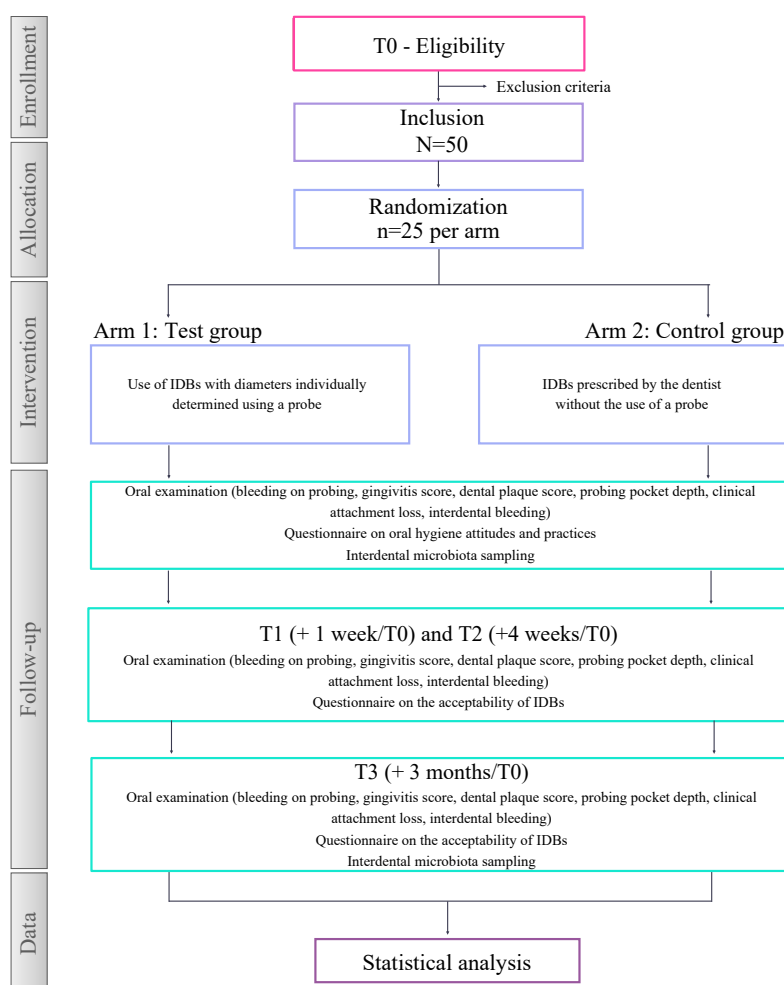 Enrollment
T0 - Eligibility
Exclusion criteria
Inclusion
N=50
Allocation
Randomization
n=25 per arm
Intervention
Arm 1: Test group
Use of IDBs with diameters individually
determined using a probe
Arm 2: Control group
IDBs prescribed by the dentist
without the use of a probe
Follow-up
Oral examination (bleeding on probing, gingivitis score, dental plaque score, probing pocket depth, clinical
attachment loss, interdental bleeding)
Questionnaire on oral hygiene attitudes and practices
Interdental microbiota sampling
T1 (+ 1 week/T0) and T2 (+4 weeks/T0)
Oral examination (bleeding on probing, gingivitis score, dental plaque score, probing pocket depth, clinical
attachment loss, interdental bleeding)
Questionnaire on the acceptability of IDBs
T3 (+ 3 months/T0)
Oral examination (bleeding on probing, gingivitis score, dental plaque score, probing pocket depth, clinical
attachment loss, interdental bleeding)
Questionnaire on the acceptability of IDBs
Interdental microbiota sampling
Data
Statistical analysis